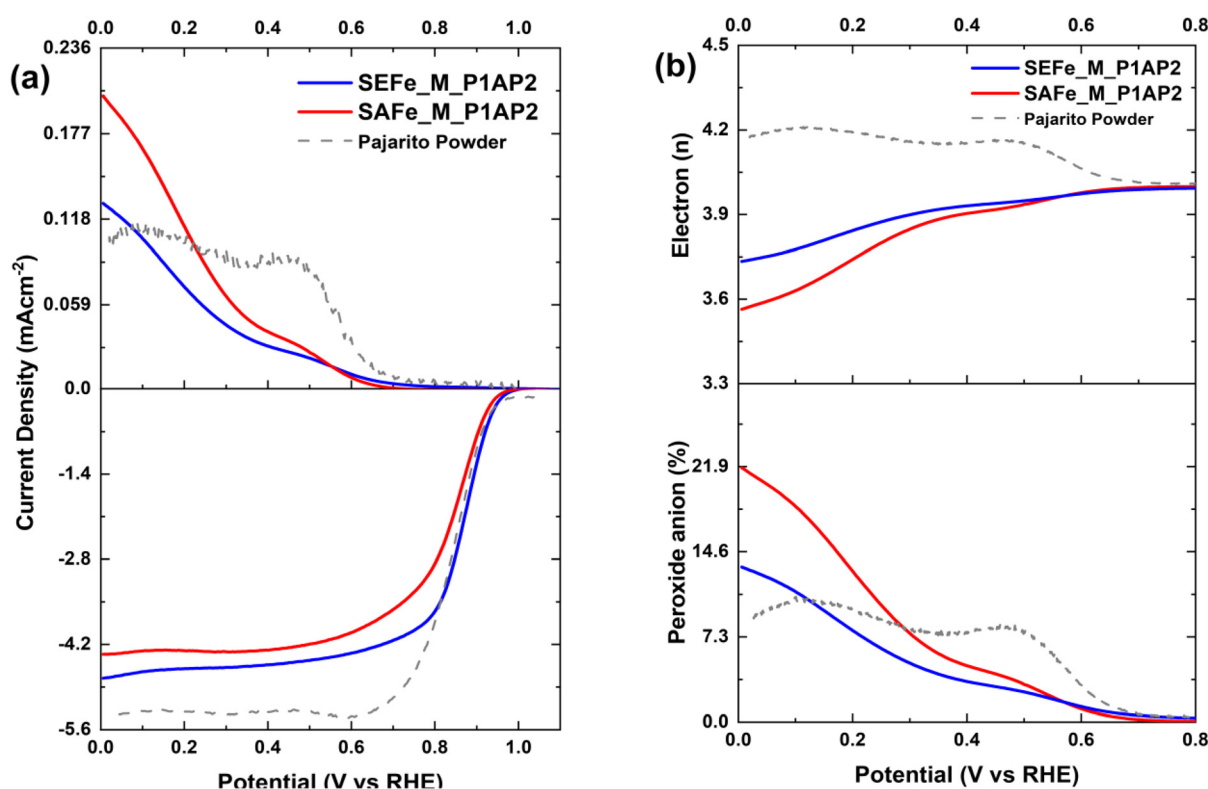 (a)
0.0 0.2 0.4 0.6 0.8 1.0
0.236
0.177
0.118
0.059
0.0
-1.4
-2.8
-4.2
-5.6
Current Density (mAcm-2)
SEFe_M_P1AP2
SAFe_M_P1AP2
Pajarito Powder
0.0 0.2 0.4 0.6 0.8 1.0
Potential (V vs RHE)
(b)
0.0 0.2 0.4 0.6 0.8
4.5
4.2
3.9
3.6
3.3
Electron (n)
SEFe_M_P1AP2
SAFe_M_P1AP2
Pajarito Powder
21.9
14.6
7.3
0.0
Peroxide anion (%)
0.0 0.2 0.4 0.6 0.8
Potential (V vs RHE)